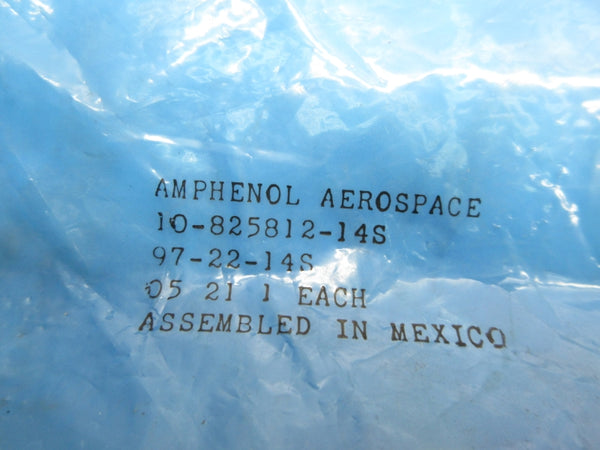 AMPHENOL AEROSPACE
10-825812-14S
97-22-14S
05 21 1 EACH
ASSEMBLED IN MEXICO